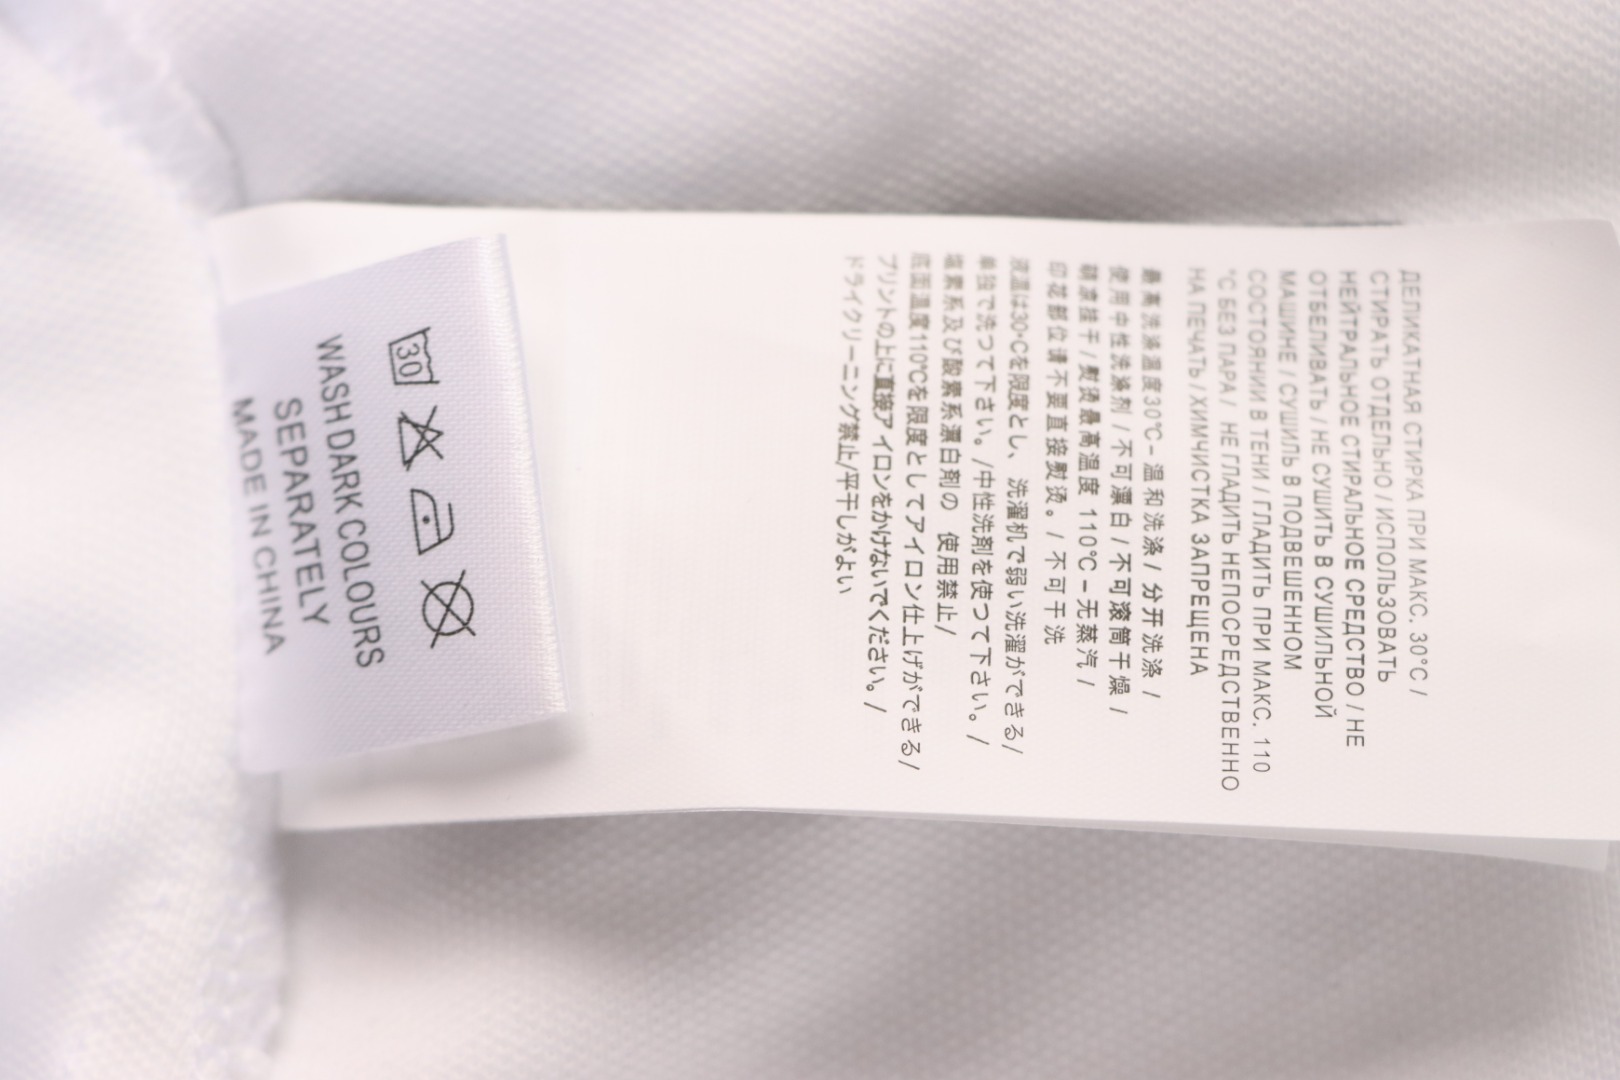 30
WASH DARK COLOURS
SEPARATELY
MADE IN CHINA
ДЕЛИКАТНАЯ СТИРКА ПРИ МАКС. 30°C /
СТИРАТЬ ОТДЕЛЬНО / ИСПОЛЬЗОВАТЬ
НЕЙТРАЛЬНОЕ СТИРАЛЬНОЕ СРЕДСТВО / НЕ
ОТБЕЛИВАТЬ / НЕ СУШИТЬ В СУШИЛЬНОЙ
МАШИНЕ / СУШИЛЬ В ПОДВЕШЕННОМ
СОСТОЯНИИ В ТЕНИ / ГЛАДИТЬ ПРИ МАКС. 110
°C БЕЗ ПАРА / НЕ ГЛАДИТЬ НЕПОСРЕДСТВЕННО
НА ПЕЧАТЬ / ХИМЧИСТКА ЗАПРЕЩЕНА
最高洗涤温度30℃ - 温和洗涤 / 分开洗涤 /
使用中性洗涤剂 / 不可漂白 / 不可滚筒干燥 /
晾凉挂干 / 熨烫最高温度 110℃ - 无蒸汽 /
印花部位请不要直接熨烫。/ 不可干洗
液温は30℃を限度とし、洗濯机で弱い洗濯ができる/
单独で洗つて下さい。/中性洗剤を使つて下さい。/
塩素系及び酸素系漂白剤の 使用禁止/
底面温度110℃を限度としてアイロン仕上げができる/
プリントの上に直接アイロンをかけないでください。/
ドライクリーニング禁止/平干しがよい